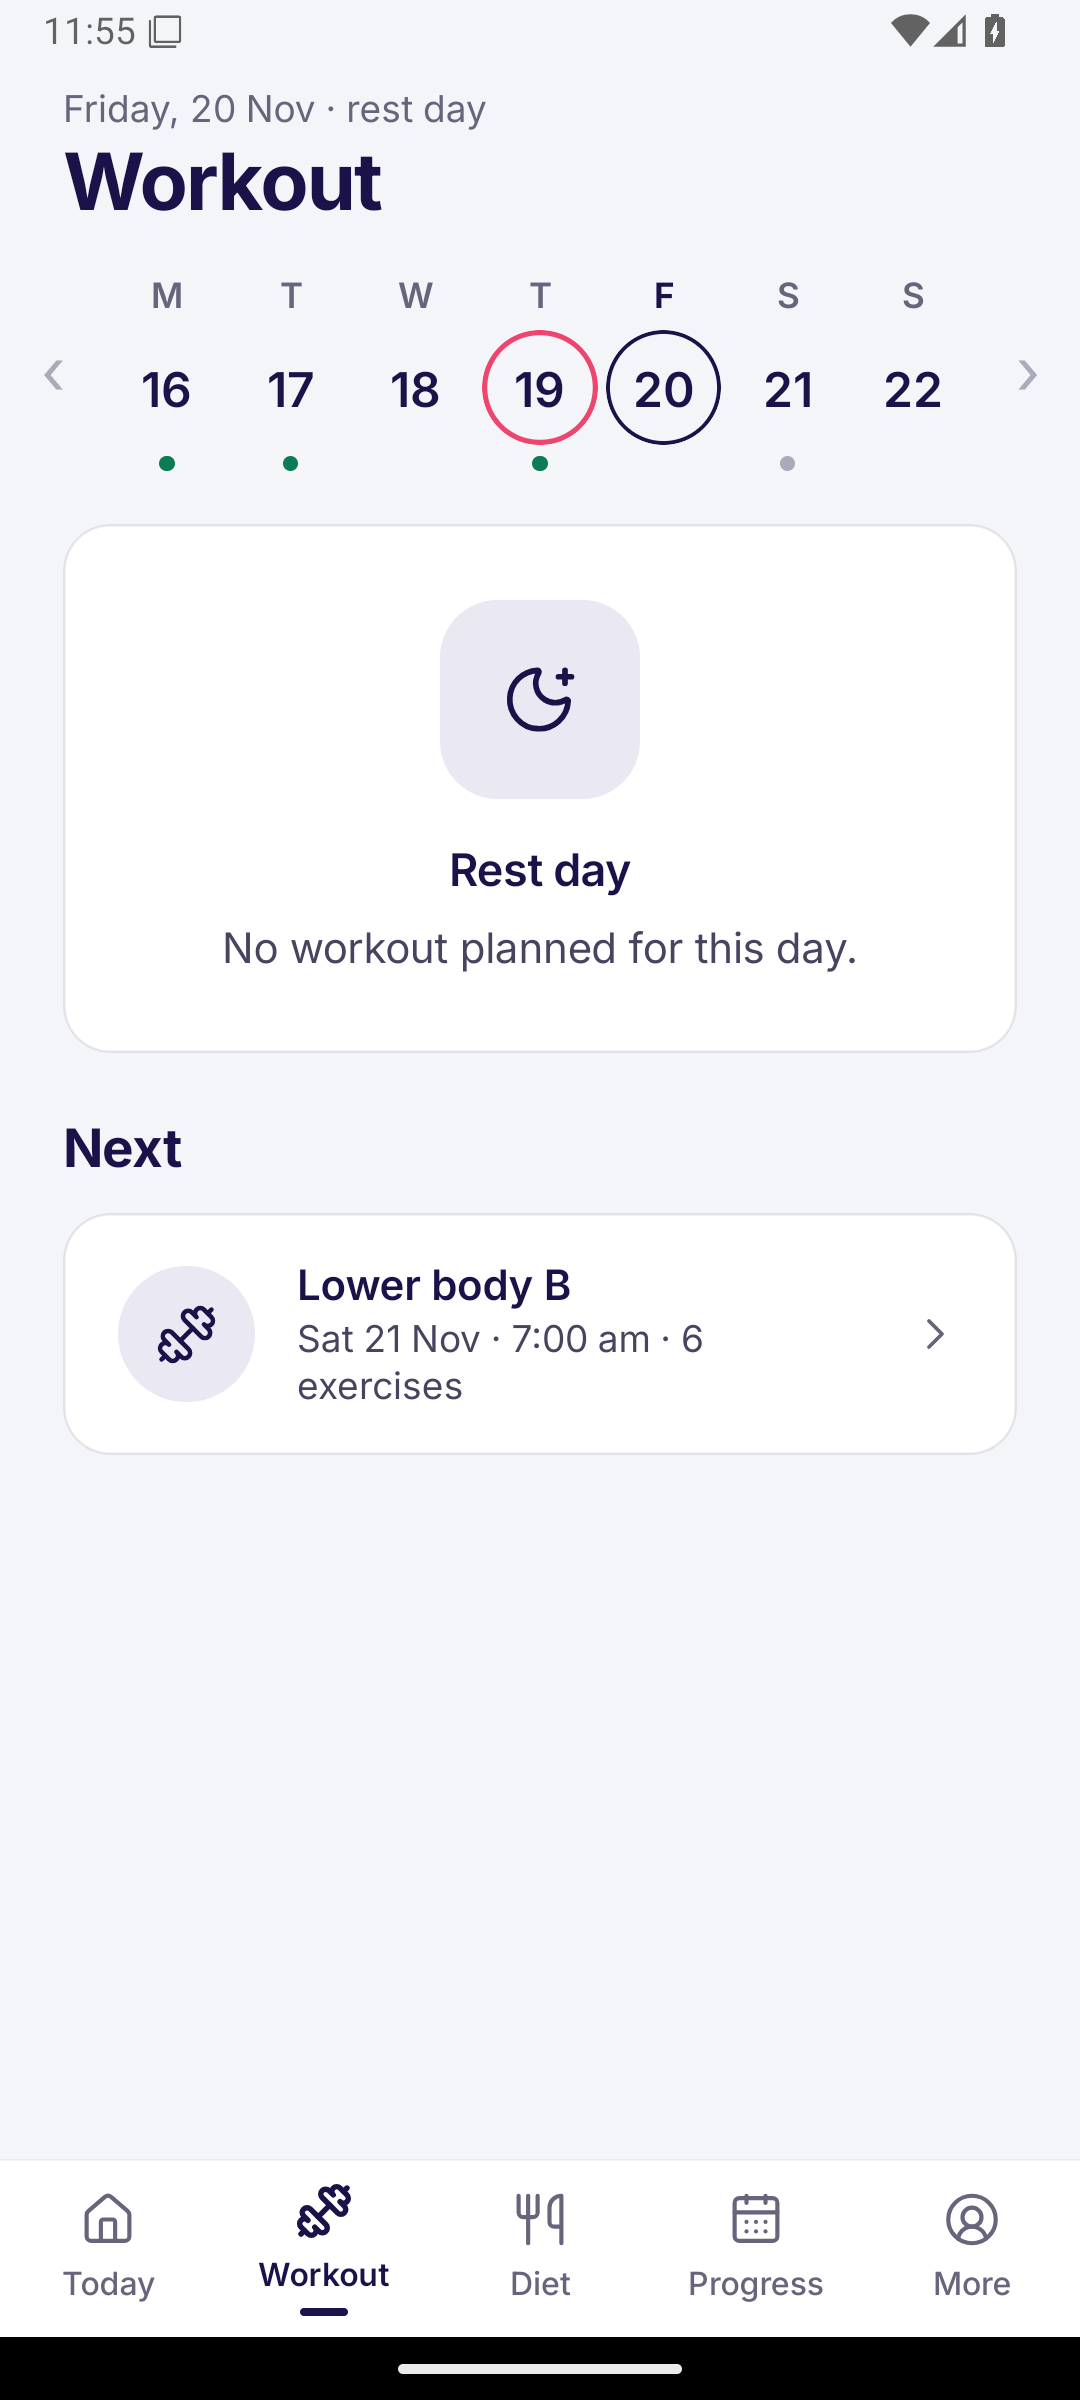 11:55
Friday, 20 Nov · rest day
Workout
M T W T F S S
16 17 18 19 20 21 22
Rest day
No workout planned for this day.
Next
Lower body B
Sat 21 Nov · 7:00 am · 6
exercises
Today Workout Diet Progress More